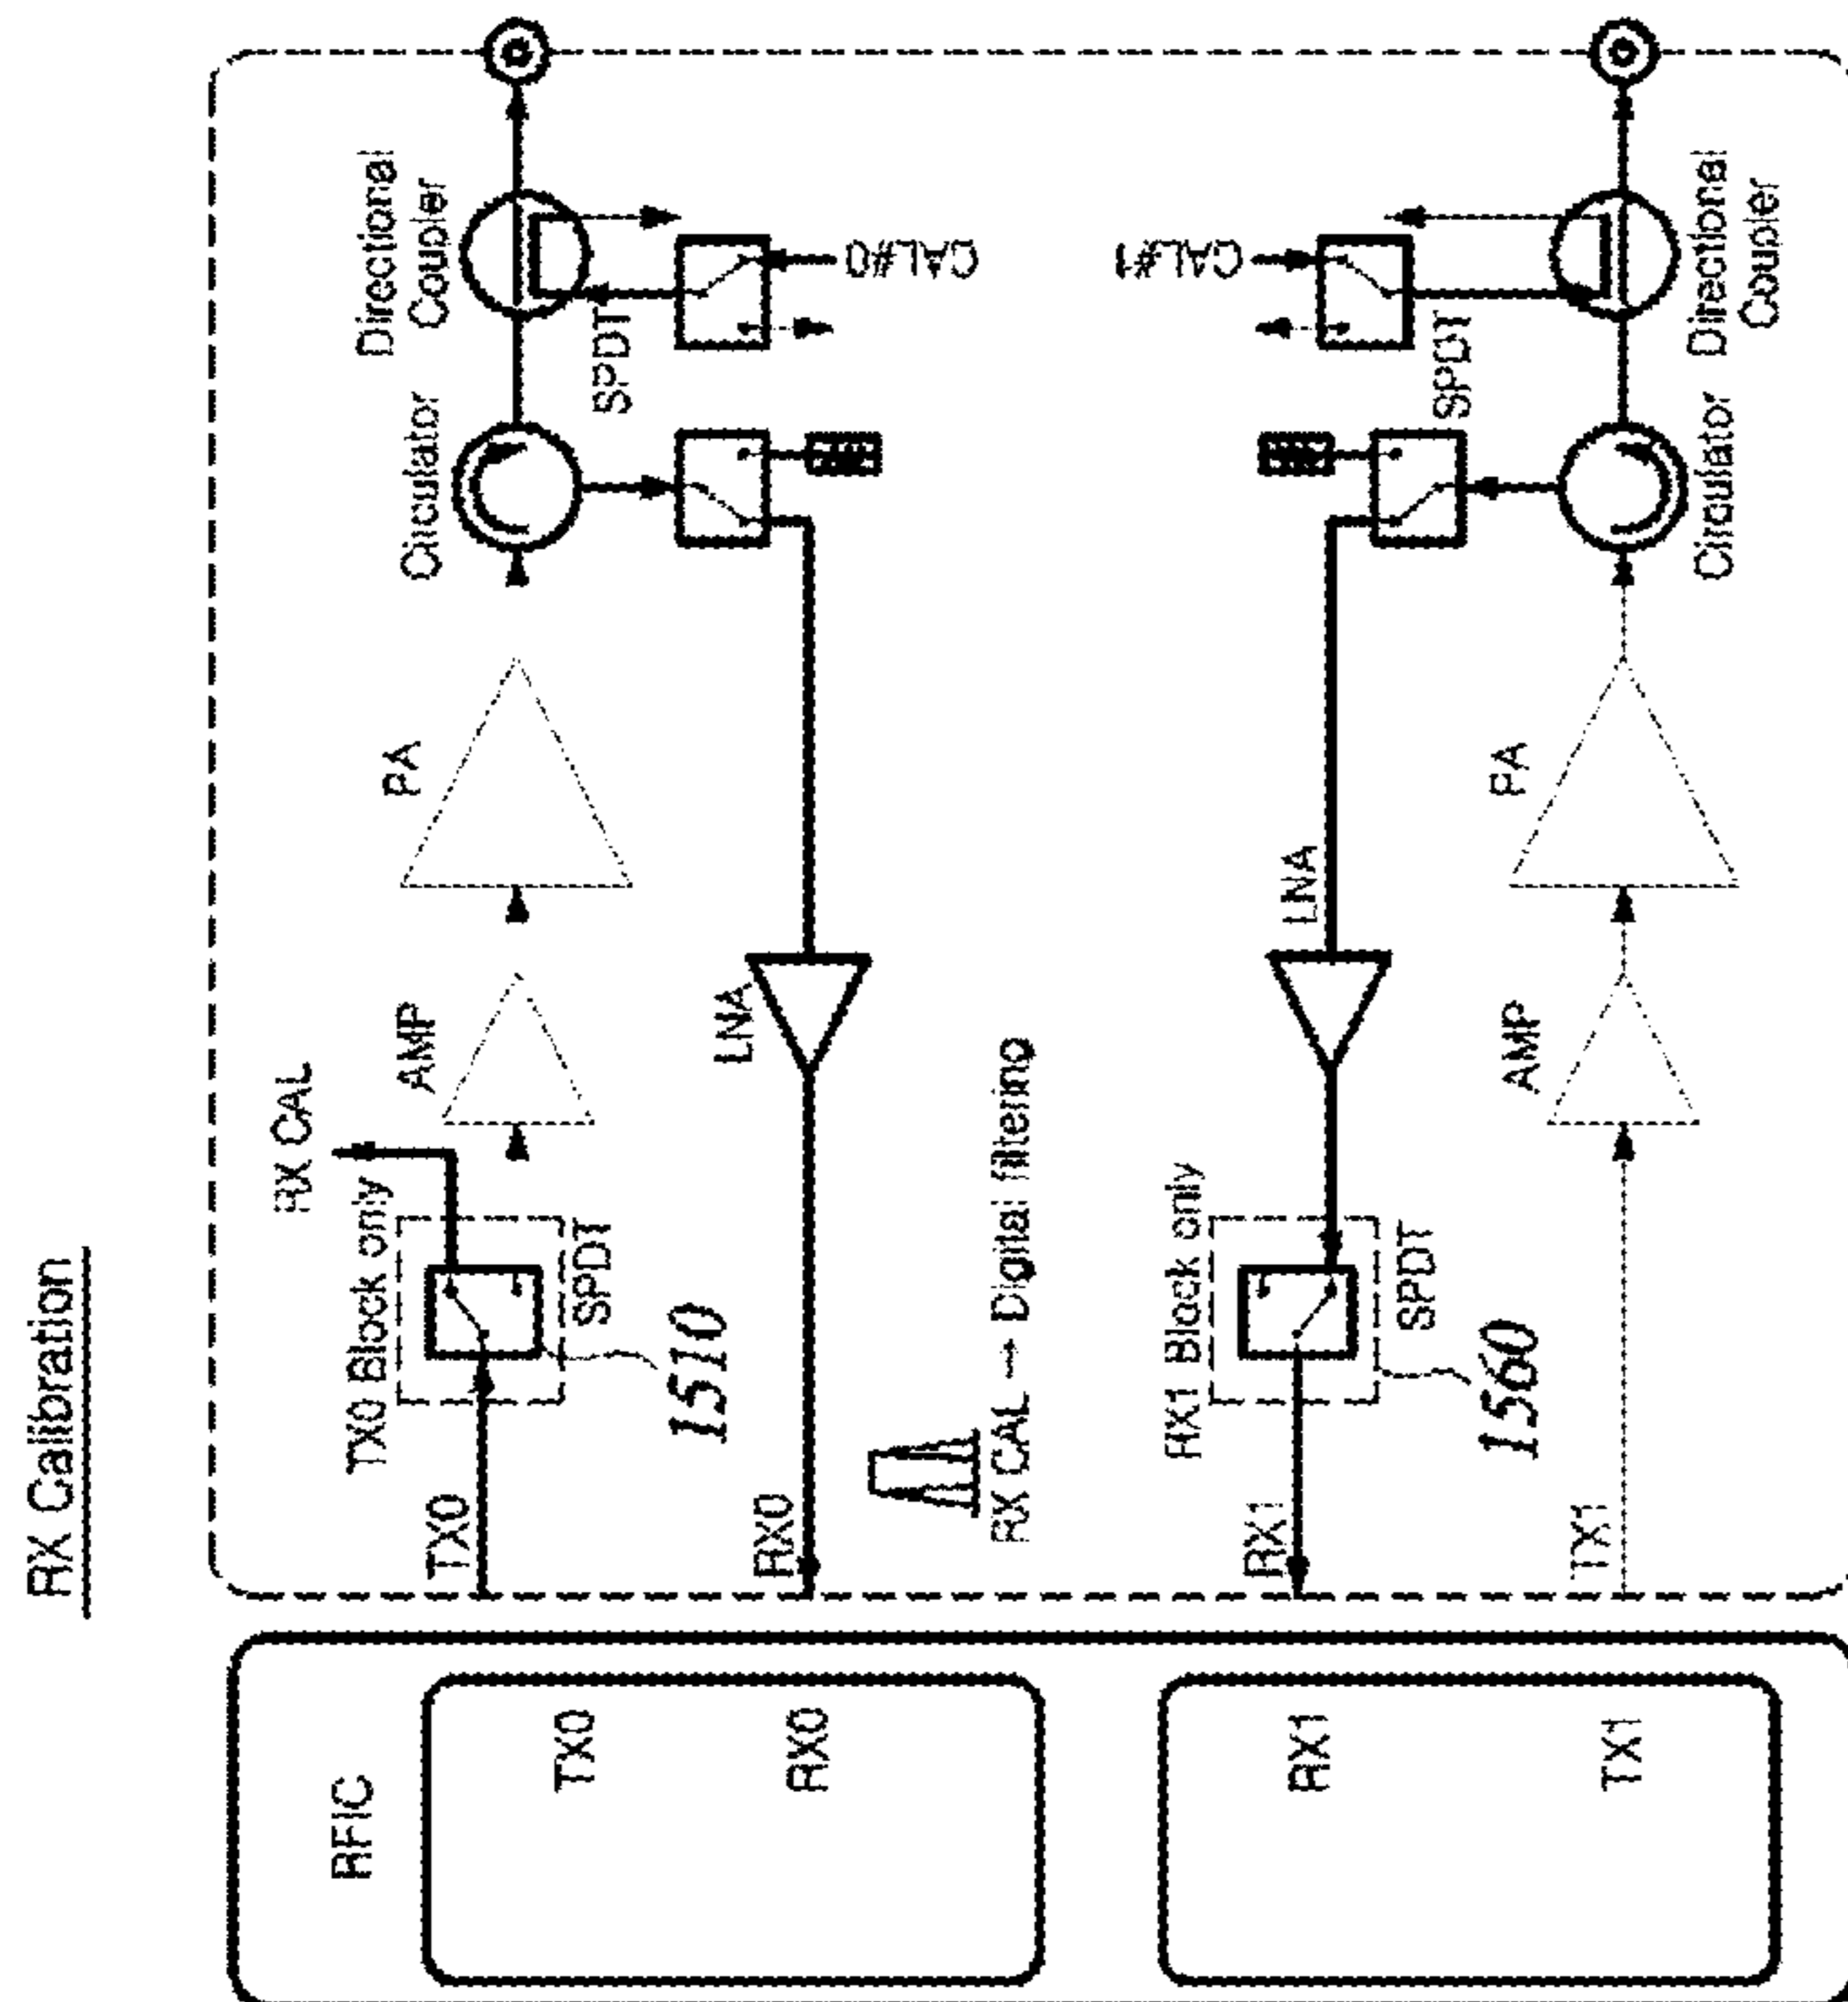 RX Calibration
RFIC
TX0
RX0
RX1
TX1
TX0
TX0 Block only
RX CAL
SPDT
1510
AMP
PA
Circulator
Directional
Coupler
SPDT
CAL#0
RX0
LNA
RX CAL → Digital filtering
RX1
RX1 Block only
SPDT
1560
LNA
CAL#1
SPDT
TX1
AMP
PA
Circulator
Directional
Coupler